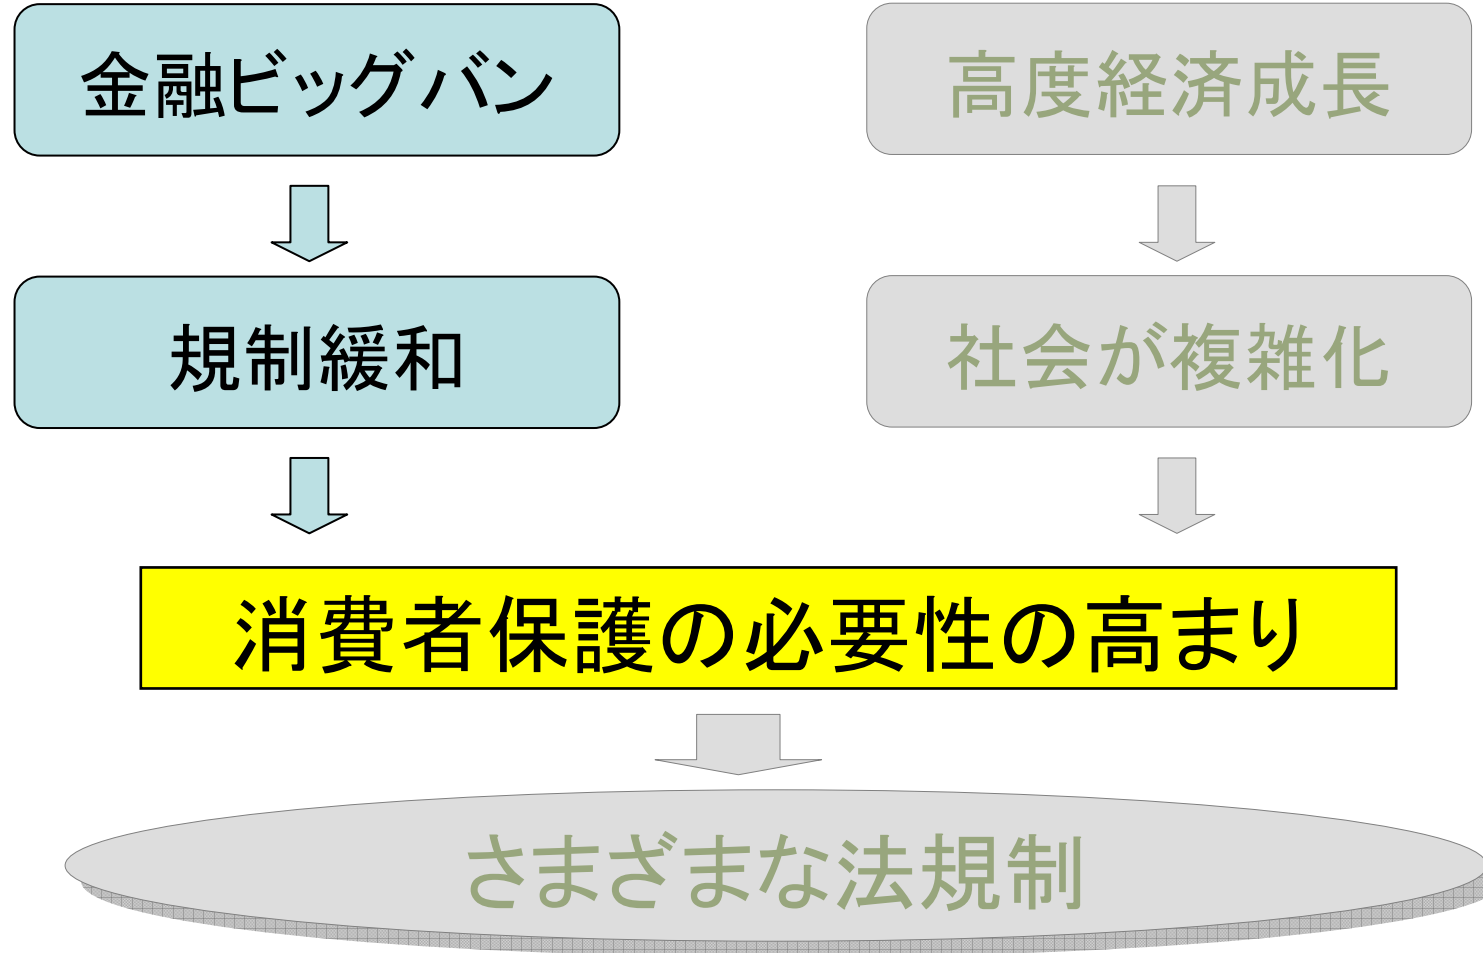 金融ビッグバン
高度経済成長
規制緩和
社会が複雑化
消費者保護の必要性の高まり
さまざまな法規制